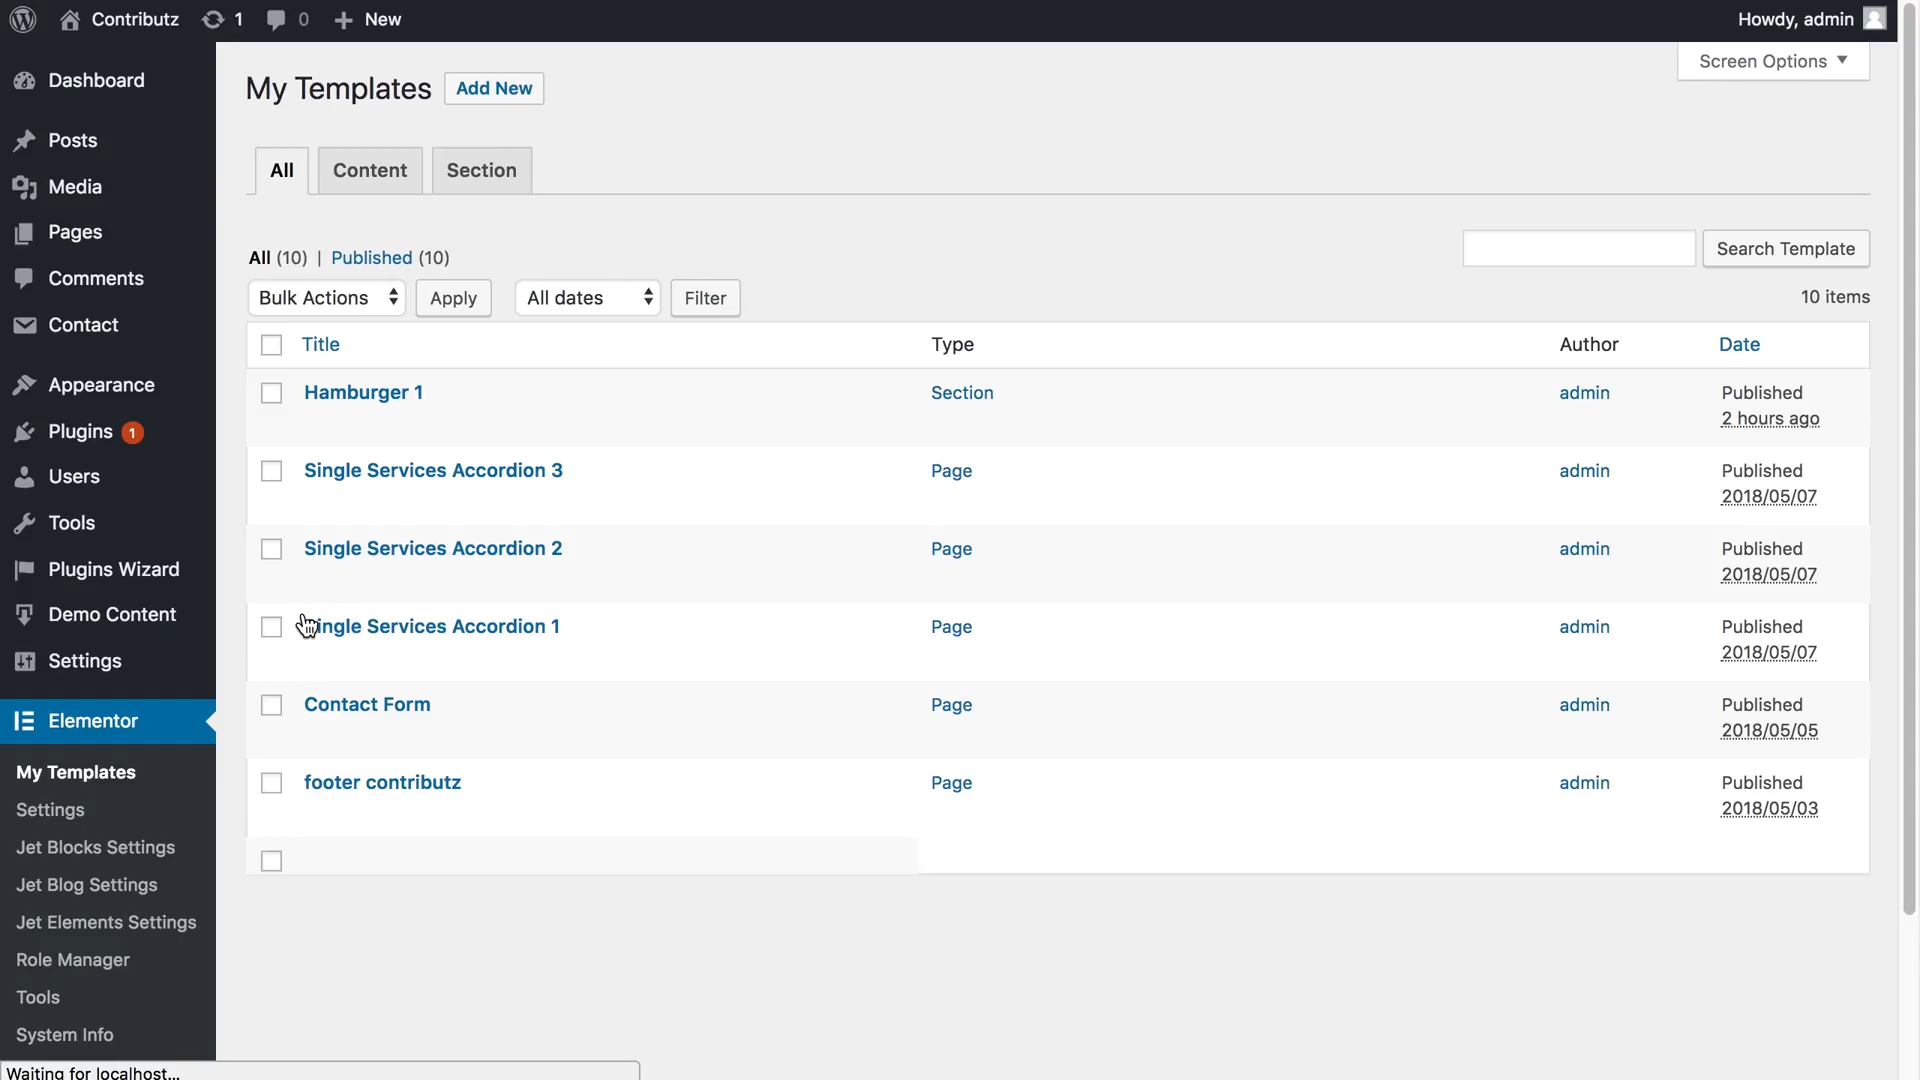 Contributz 1 0 New Howdy, admin
Screen Options ▼
My Templates Add New
All Content Section
All (10) | Published (10)
Search Template
Bulk Actions Apply All dates Filter
10 items
Title Type Author Date
Hamburger 1 Section admin Published
2 hours ago
Single Services Accordion 3 Page admin Published
2018/05/07
Single Services Accordion 2 Page admin Published
2018/05/07
Single Services Accordion 1 Page admin Published
2018/05/07
Contact Form Page admin Published
2018/05/05
footer contributz Page admin Published
2018/05/03
Dashboard
Posts
Media
Pages
Comments
Contact
Appearance
Plugins 1
Users
Tools
Plugins Wizard
Demo Content
Settings
Elementor
My Templates
Settings
Jet Blocks Settings
Jet Blog Settings
Jet Elements Settings
Role Manager
Tools
System Info
Waiting for localhost...